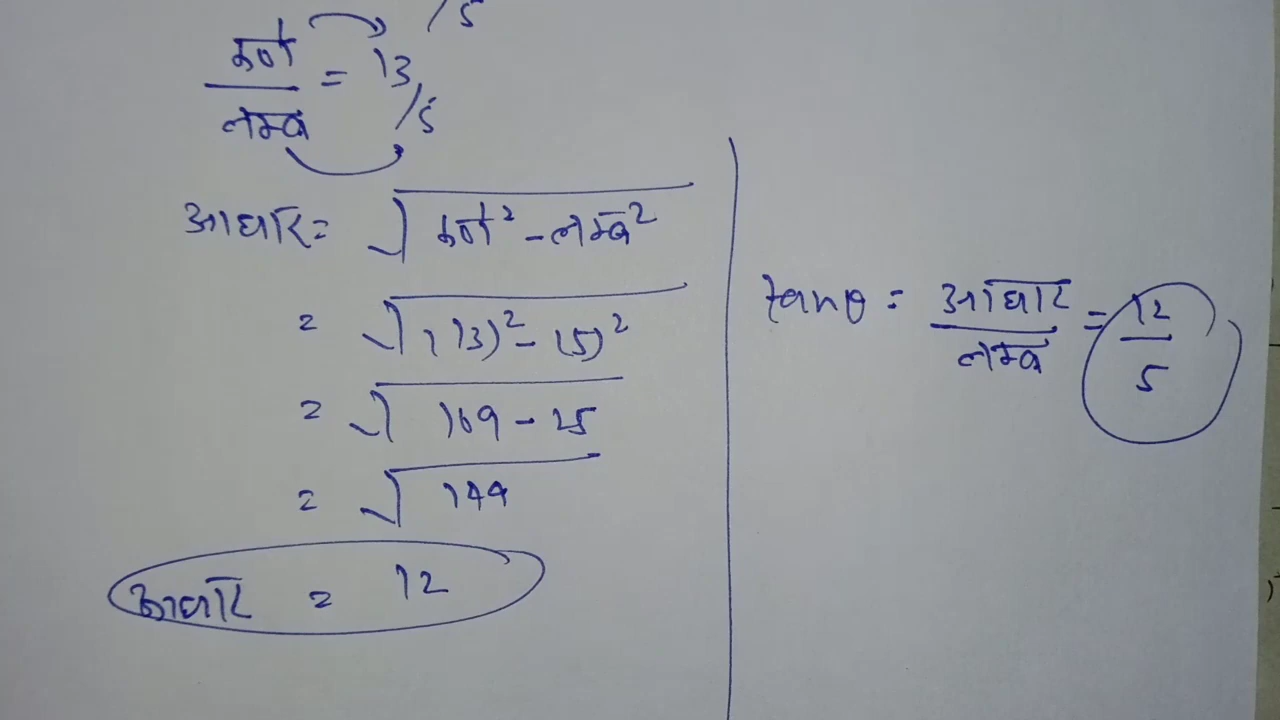 /5
कर्ण
—— = 13/5
लम्ब
आधार = √(कर्ण² - लम्ब²)
= √((13)² - (5)²)
= √(169 - 25)
= √144
आधार = 12
tanθ = आधार/लम्ब = 12/5